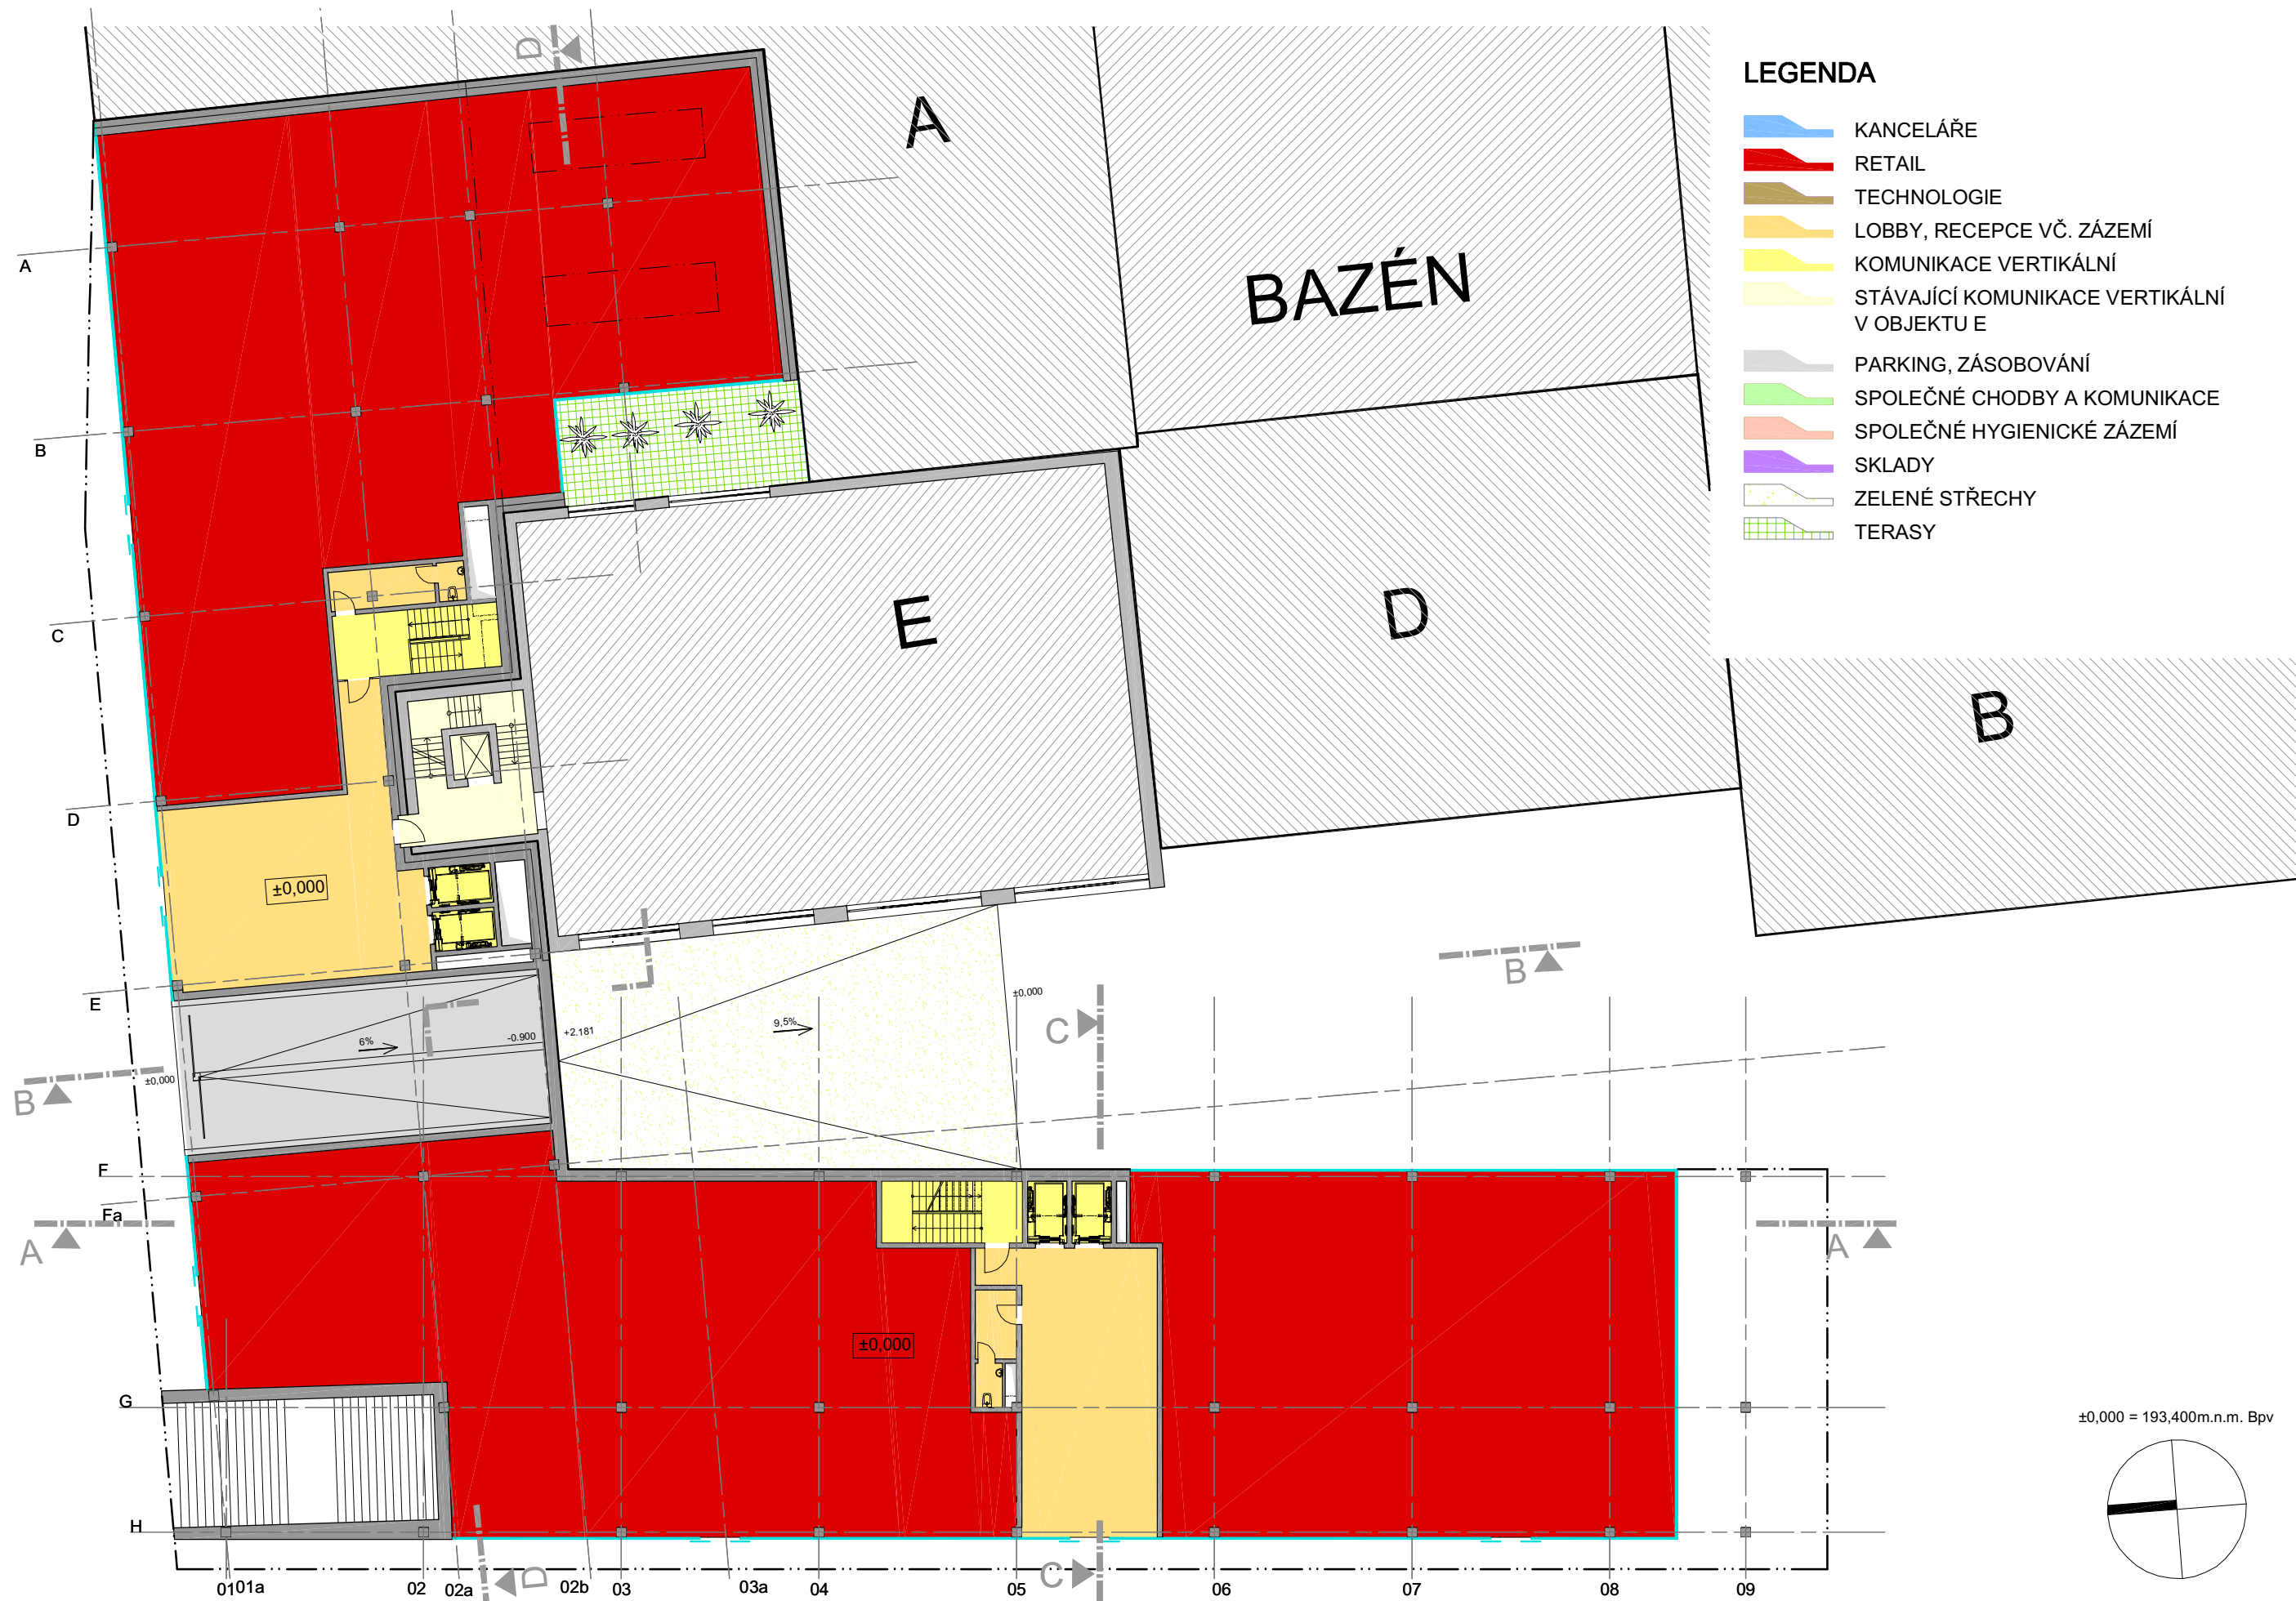 D
LEGENDA
A
KANCELÁŘE
RETAIL
TECHNOLOGIE
LOBBY, RECEPCE VČ. ZÁZEMÍ
A
KOMUNIKACE VERTIKÁLNÍ
BAZÉN
STÁVAJÍCÍ KOMUNIKACE VERTIKÁLNÍ
V OBJEKTU E
PARKING, ZÁSOBOVÁNÍ
SPOLEČNÉ CHODBY A KOMUNIKACE
SPOLEČNÉ HYGIENICKÉ ZÁZEMÍ
B
SKLADY
ZELENÉ STŘECHY
TERASY
C
E
D
B
D
±0,000
E
B
±0,000
C
+2.181
9,5%
-0.900
6%
±0,000
B
F
Fa
A
A
±0,000
G
±0,000 = 193,400m.n.m. Bpv
H
D
C
01
01a
02
02a
02b
03
03a
04
05
06
07
08
09